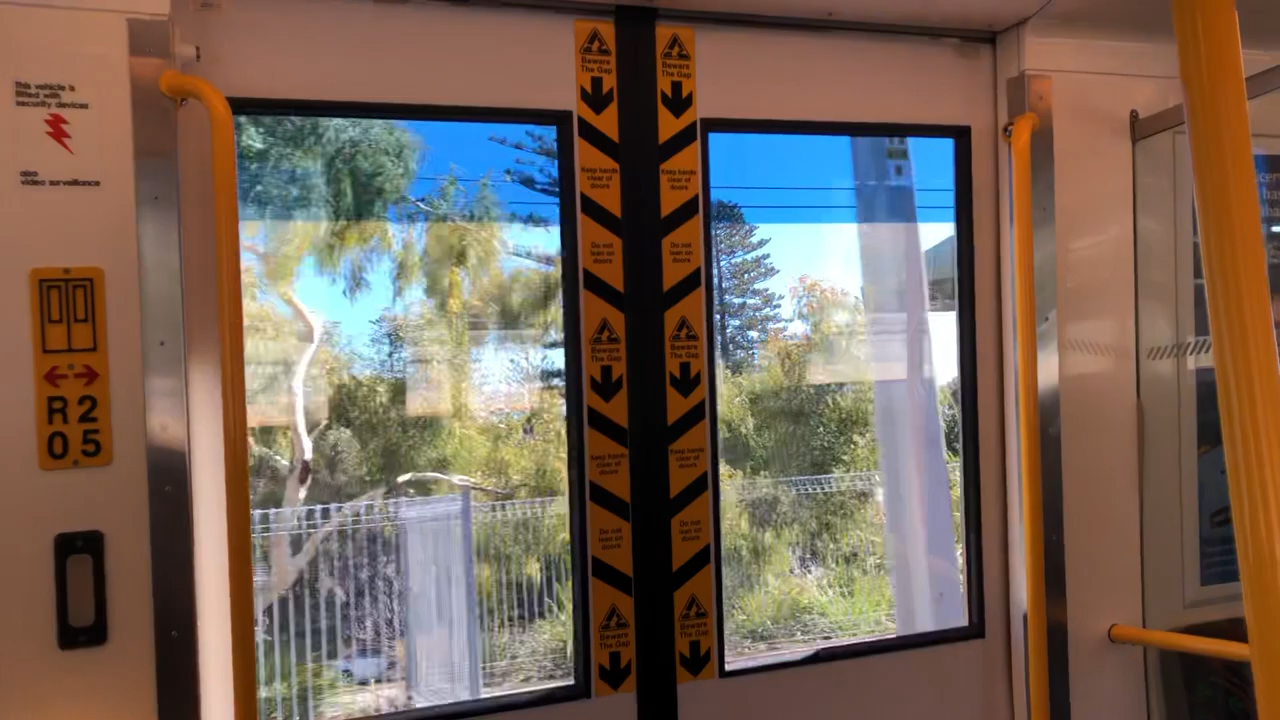 This vehicle is
fitted with
security devices
also
video surveillance
R 2
0 5
Beware
The Gap
Keep hands
clear of
doors
Do not
lean on
doors
Beware
The Gap
Keep hands
clear of
doors
Do not
lean on
doors
Beware
The Gap
Beware
The Gap
Keep hands
clear of
doors
Do not
lean on
doors
Beware
The Gap
Keep hands
clear of
doors
Do not
lean on
doors
Beware
The Gap